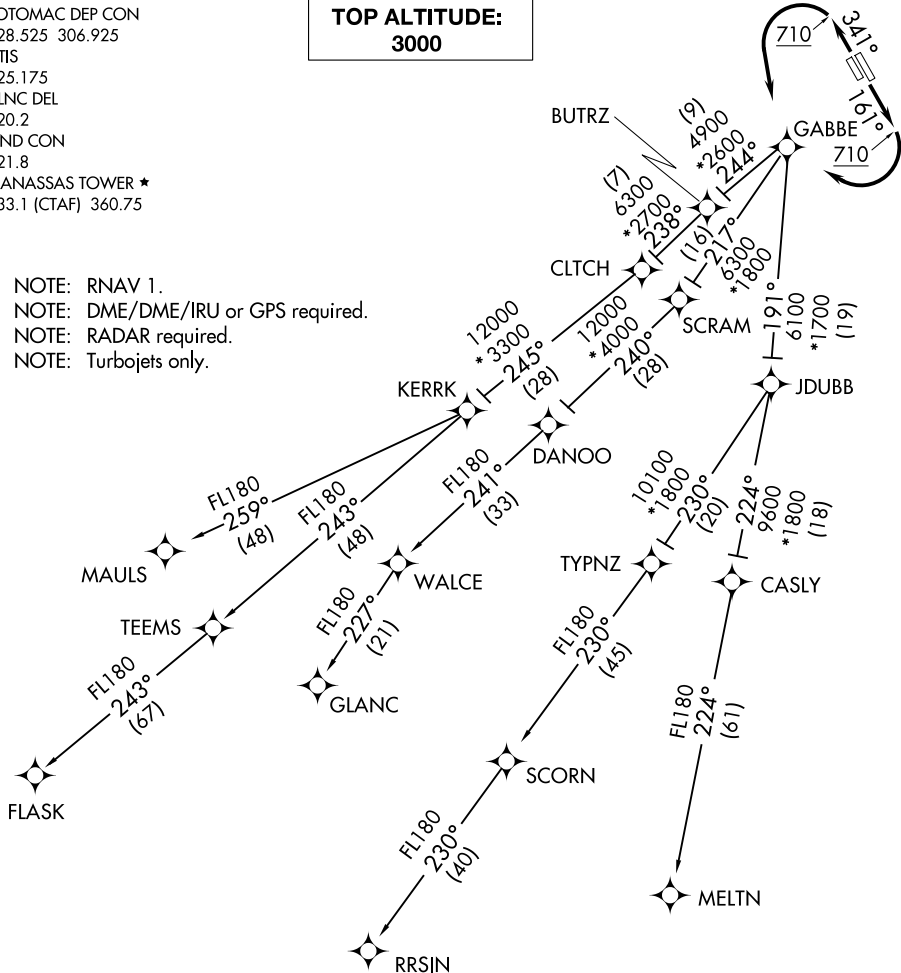 OTOMAC DEP CON
28.525 306.925
TIS
25.175
LNC DEL
20.2
ND CON
21.8
ANASSAS TOWER ★
33.1 (CTAF) 360.75
TOP ALTITUDE:
3000
NOTE: RNAV 1.
NOTE: DME/DME/IRU or GPS required.
NOTE: RADAR required.
NOTE: Turbojets only.
710
341°
161°
710
GABBE
BUTRZ
(9)
4900
*2600
244°
(7)
6300
*2700
238°
CLTCH
(16)
217°
6300
*1800
SCRAM
191°
6100
*1700
(19)
JDUBB
12000
*3300
245°
(28)
KERRK
12000
*4000
240°
(28)
DANOO
FL180
259°
(48)
MAULS
FL180
243°
(48)
TEEMS
FL180
243°
(67)
FLASK
FL180
241°
(33)
WALCE
FL180
227°
(21)
GLANC
10100
*1800
230°
(20)
TYPNZ
224°
9600
*1800
(18)
CASLY
FL180
230°
(45)
SCORN
FL180
230°
(40)
RRSIN
FL180
224°
(61)
MELTN